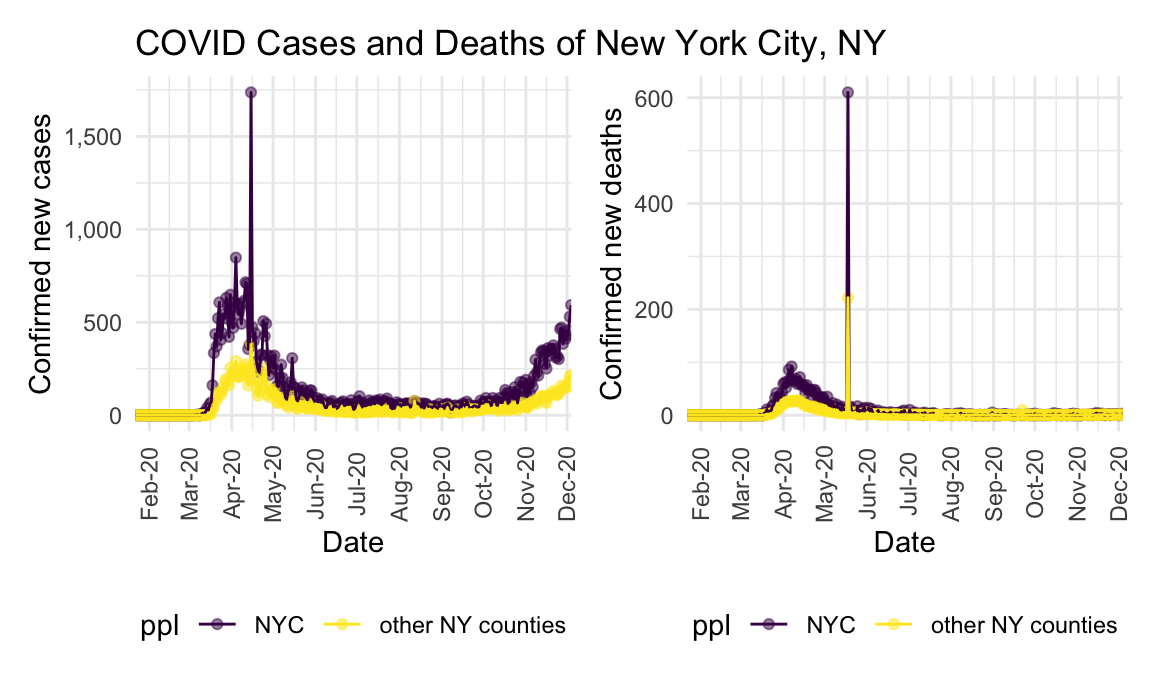 COVID Cases and Deaths of New York City, NY
Confirmed new cases
1,500
1,000
500
0
Feb-20
Mar-20
Apr-20
May-20
Jun-20
Jul-20
Aug-20
Sep-20
Oct-20
Nov-20
Dec-20
Date
ppl
NYC
other NY counties
Confirmed new deaths
600
400
200
0
Feb-20
Mar-20
Apr-20
May-20
Jun-20
Jul-20
Aug-20
Sep-20
Oct-20
Nov-20
Dec-20
Date
ppl
NYC
other NY counties